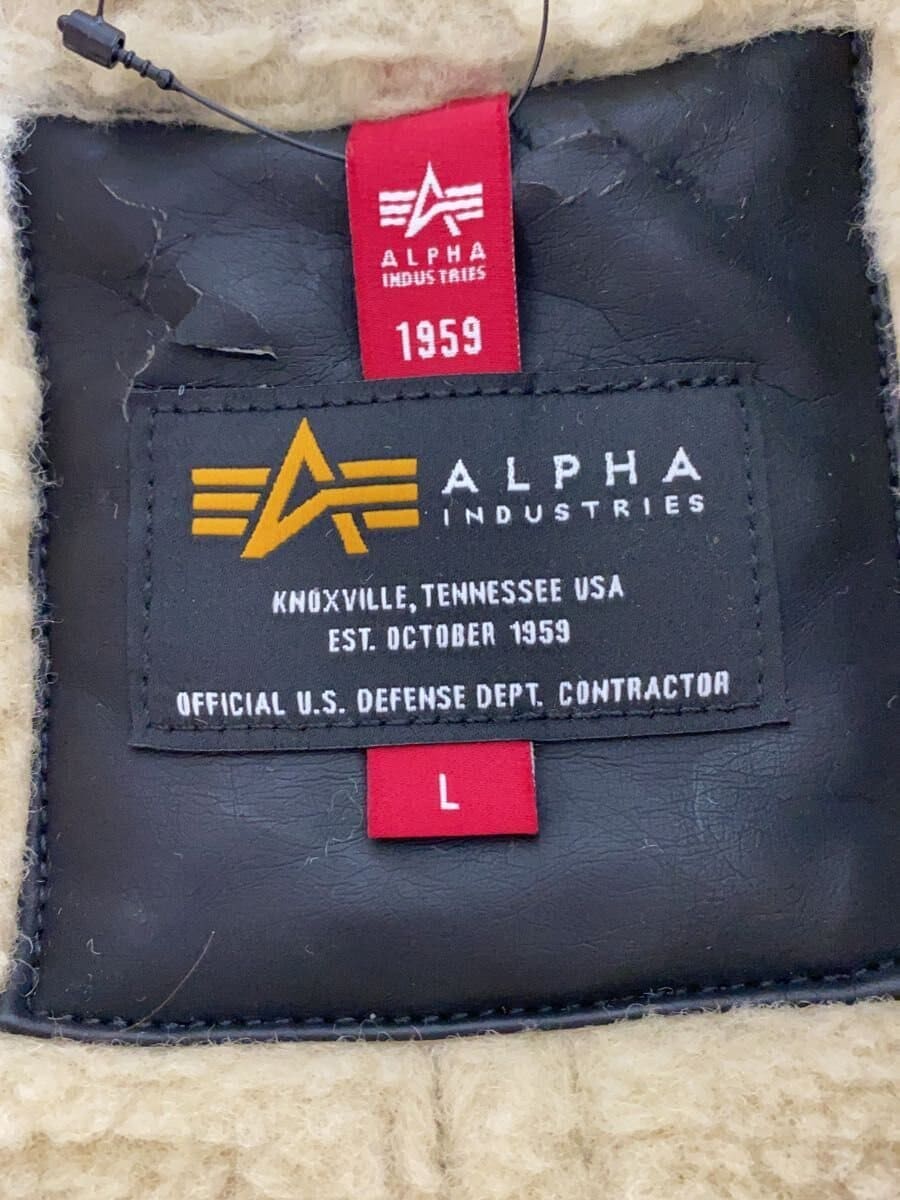 ALPHA
INDUSTRIES
1959
ALPHA
INDUSTRIES
KNOXVILLE, TENNESSEE USA
EST. OCTOBER 1959
OFFICIAL U.S. DEFENSE DEPT. CONTRACTOR
L